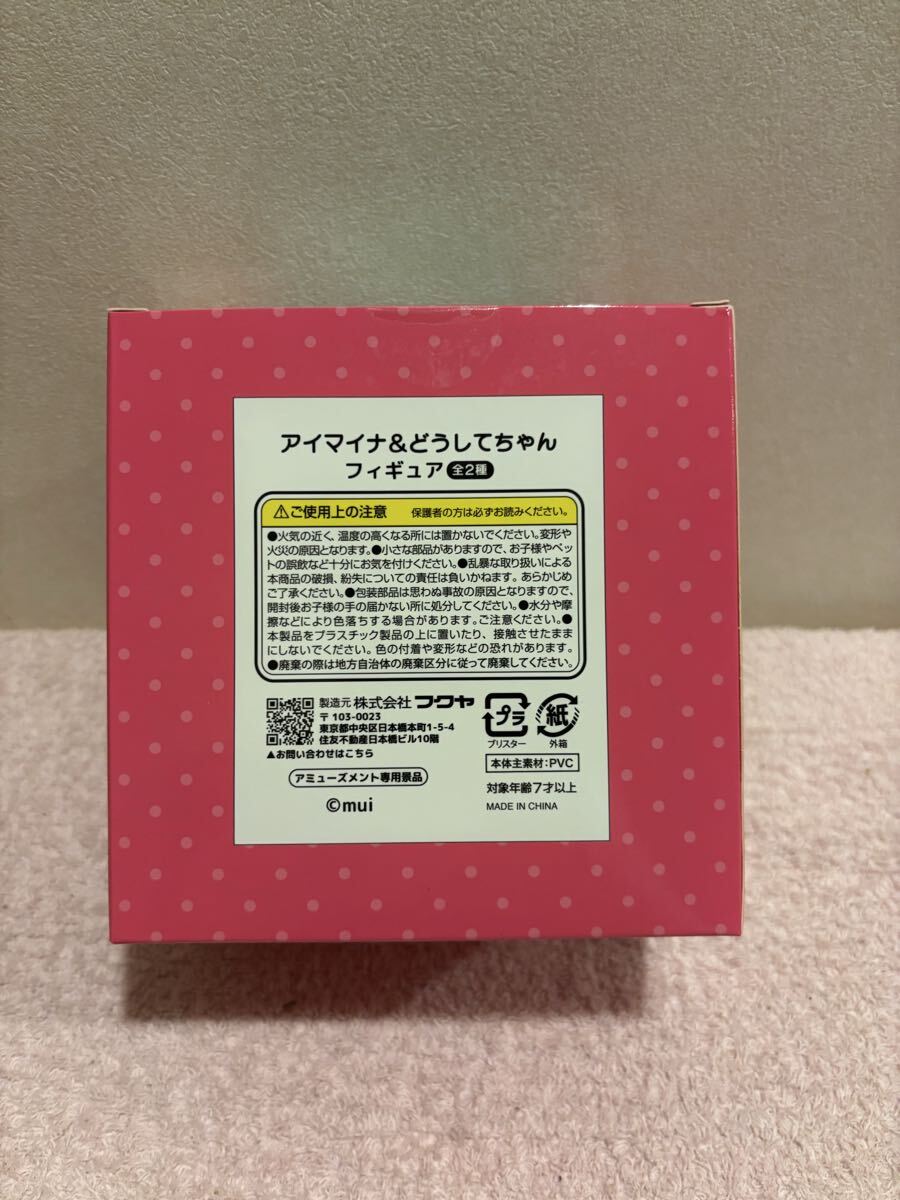 アイマイナ&どうしてちゃん
フィギュア 全2種
⚠ご使用上の注意 保護者の方は必ずお読みください。
●火気の近く、温度の高くなる所には置かないでください。変形や
火災の原因となります。●小さな部品がありますので、お子様やペッ
トの誤飲など十分にお気を付けください。●乱暴な取り扱いによる
本商品の破損、紛失についての責任は負いかねます。あらかじめ
ご了承ください。●包装部品は思わぬ事故の原因となりますので、
開封後お子様の手の届かない所に処分してください。●水分や摩
擦などにより色落ちする場合があります。ご注意ください。●
本製品をプラスチック製品の上に置いたり、接触させたまま
にしないでください。色の付着や変形などの恐れがあります。
●廃棄の際は地方自治体の廃棄区分に従って廃棄してください。
製造元 株式会社 フクヤ
〒103-0023
東京都中央区日本橋本町1-5-4
住友不動産日本橋ビル10階
▲お問い合わせはこちら
アミューズメント専用景品
©mui
プラ
ブリスター
紙
外箱
本体主素材:PVC
対象年齢7才以上
MADE IN CHINA